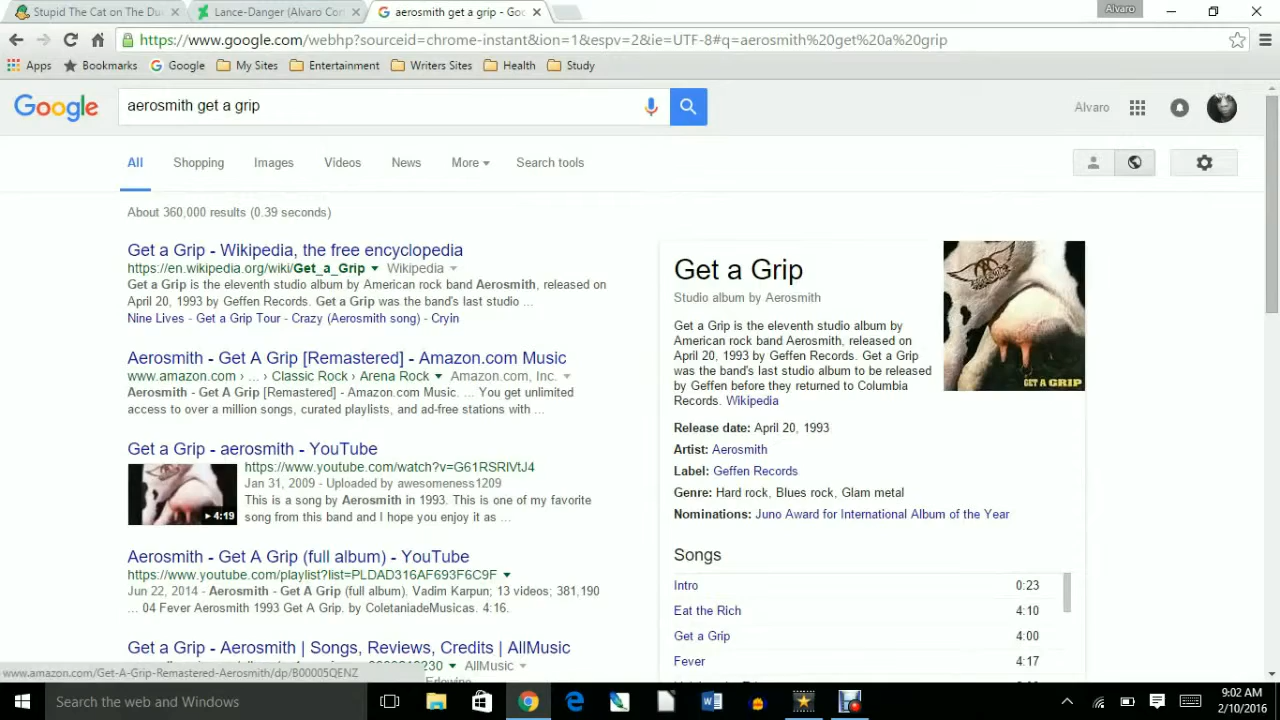 Stupid The Cat on The Du
Lance-Danger (Alvaro Cor
aerosmith get a grip - Goo
Alvaro
https://www.google.com/webhp?sourceid=chrome-instant&ion=1&espv=2&ie=UTF-8#q=aerosmith%20get%20a%20grip
Apps Bookmarks Google My Sites Entertainment Writers Sites Health Study
Google
aerosmith get a grip
Alvaro
All Shopping Images Videos News More Search tools
About 360,000 results (0.39 seconds)
Get a Grip - Wikipedia, the free encyclopedia
https://en.wikipedia.org/wiki/Get_a_Grip Wikipedia
Get a Grip is the eleventh studio album by American rock band Aerosmith, released on
April 20, 1993 by Geffen Records. Get a Grip was the band's last studio ...
Nine Lives - Get a Grip Tour - Crazy (Aerosmith song) - Cryin
Aerosmith - Get A Grip [Remastered] - Amazon.com Music
www.amazon.com › ... › Classic Rock › Arena Rock Amazon.com, Inc.
Aerosmith - Get A Grip [Remastered] - Amazon.com Music. ... You get unlimited
access to over a million songs, curated playlists, and ad-free stations with ...
Get a Grip - aerosmith - YouTube
https://www.youtube.com/watch?v=G61RSRIVtJ4
Jan 31, 2009 - Uploaded by awesomeness1209
This is a song by Aerosmith in 1993. This is one of my favorite
song from this band and I hope you enjoy it as ...
4:19
Aerosmith - Get A Grip (full album) - YouTube
https://www.youtube.com/playlist?list=PLDAD316AF693F6C9F
Jun 22, 2014 - Aerosmith - Get A Grip (full album). Vadim Karpun; 13 videos; 381,190
... 04 Fever Aerosmith 1993 Get A Grip. by ColetaniadeMusicas. 4:16.
Get a Grip - Aerosmith | Songs, Reviews, Credits | AllMusic
AllMusic
www.amazon.com/Get-A-Grip-Remastered-Aerosmith/dp/B00005QENZ
Get a Grip
Studio album by Aerosmith
Get a Grip is the eleventh studio album by
American rock band Aerosmith, released on
April 20, 1993 by Geffen Records. Get a Grip
was the band's last studio album to be released
by Geffen before they returned to Columbia
Records. Wikipedia
GET A GRIP
Release date: April 20, 1993
Artist: Aerosmith
Label: Geffen Records
Genre: Hard rock, Blues rock, Glam metal
Nominations: Juno Award for International Album of the Year
Songs
Intro 0:23
Eat the Rich 4:10
Get a Grip 4:00
Fever 4:17
Search the web and Windows
9:02 AM
2/10/2016